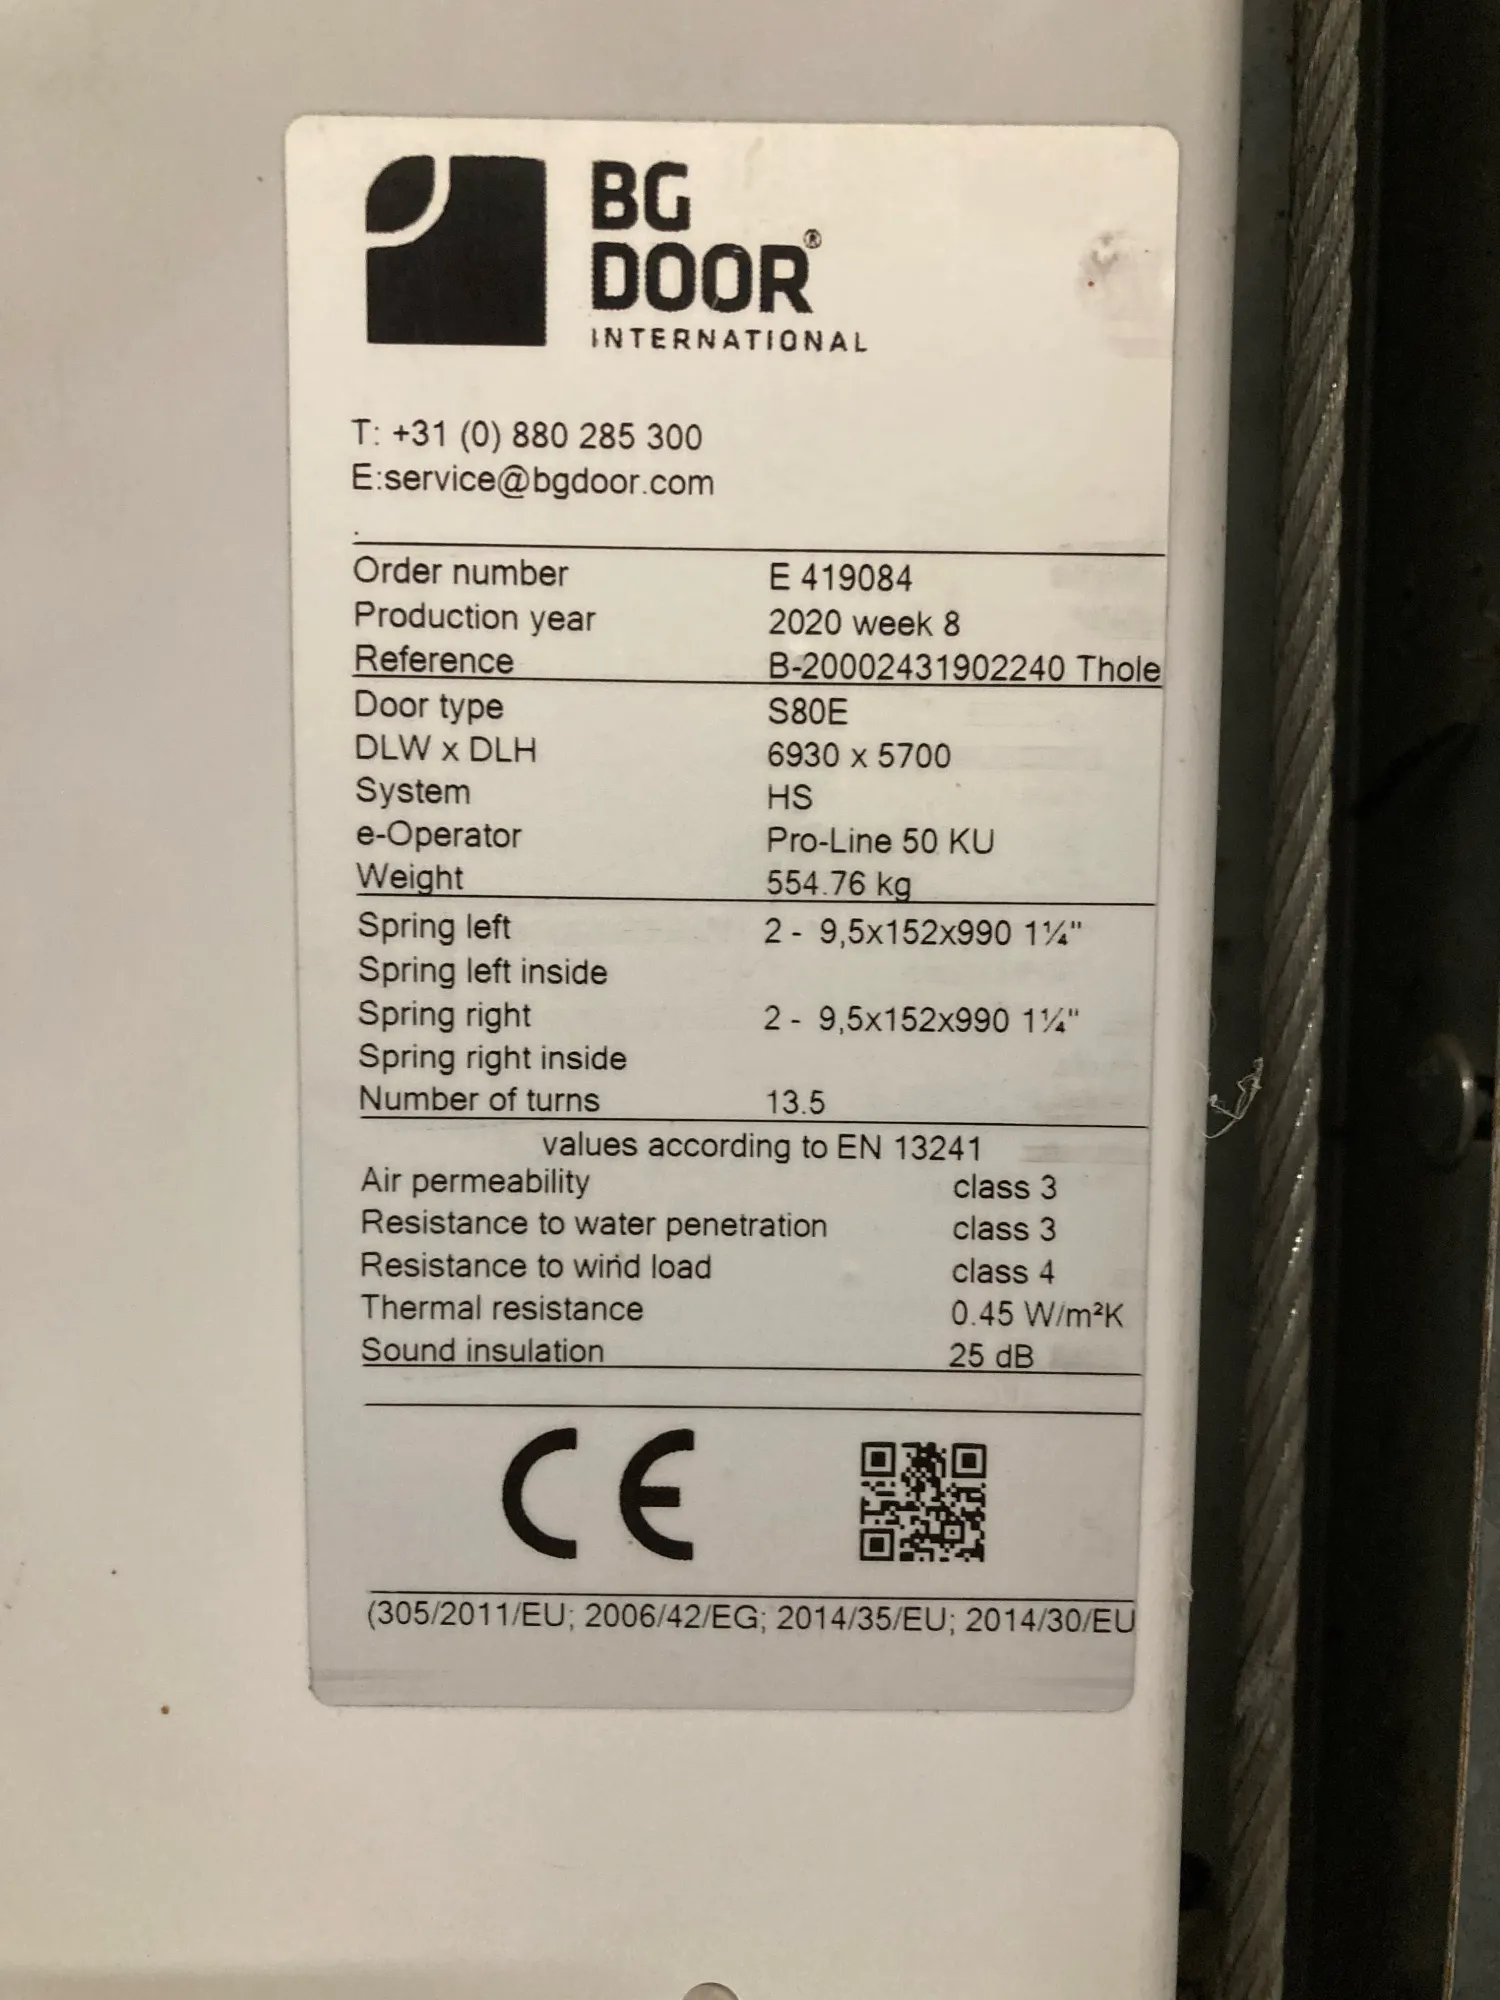 BG
DOOR®
INTERNATIONAL
T: +31 (0) 880 285 300
E:service@bgdoor.com
Order number E 419084
Production year 2020 week 8
Reference B-20002431902240 Thole
Door type S80E
DLW x DLH 6930 x 5700
System HS
e-Operator Pro-Line 50 KU
Weight 554.76 kg
Spring left 2 - 9,5x152x990 1¼"
Spring left inside
Spring right 2 - 9,5x152x990 1¼"
Spring right inside
Number of turns 13.5
values according to EN 13241
Air permeability class 3
Resistance to water penetration class 3
Resistance to wind load class 4
Thermal resistance 0.45 W/m²K
Sound insulation 25 dB
CE
(305/2011/EU; 2006/42/EG; 2014/35/EU; 2014/30/EU